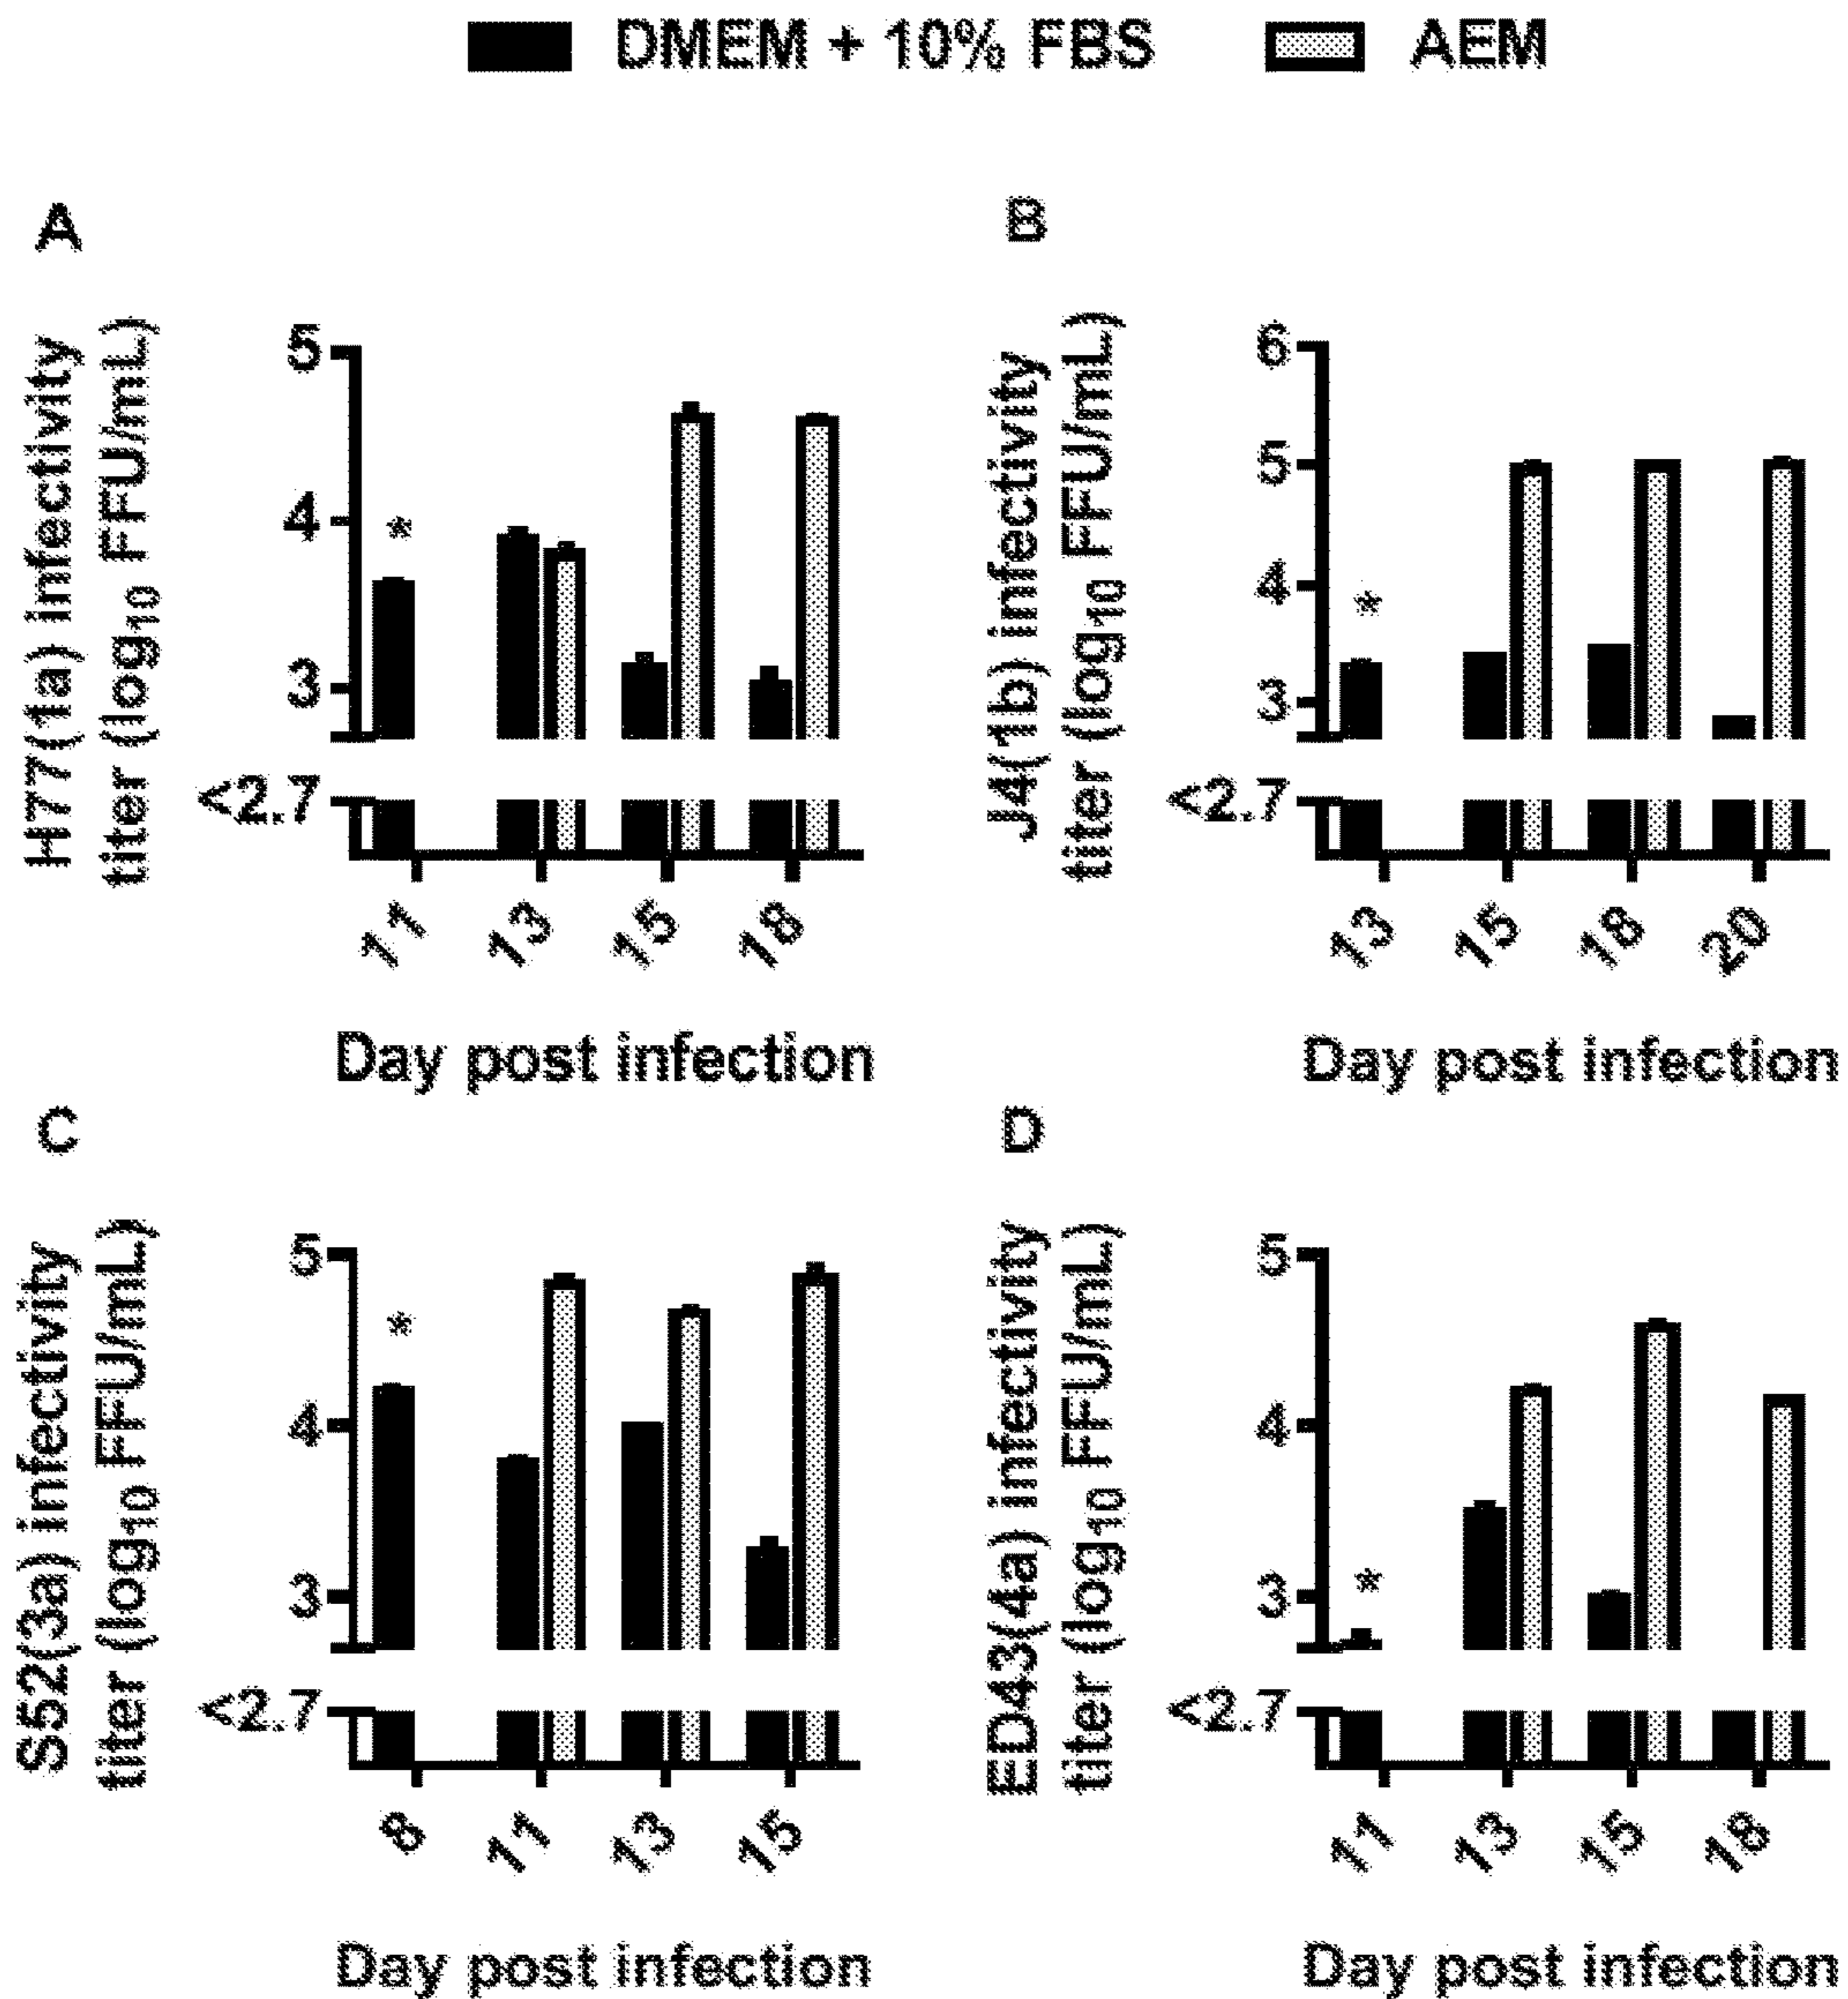 DMEM + 10% FBS AEM
A
H77(1a) infectivity
titer (log10 FFU/mL)
5
4
*
3
<2.7
11 13 15 18
Day post infection
B
J4(1b) infectivity
titer (log10 FFU/mL)
6
5
4
*
3
<2.7
13 15 18 20
Day post infection
C
S52(3a) infectivity
titer (log10 FFU/mL)
5
*
4
3
<2.7
8 11 13 15
Day post infection
D
ED43(4a) infectivity
titer (log10 FFU/mL)
5
4
*
3
<2.7
11 13 15 18
Day post infection